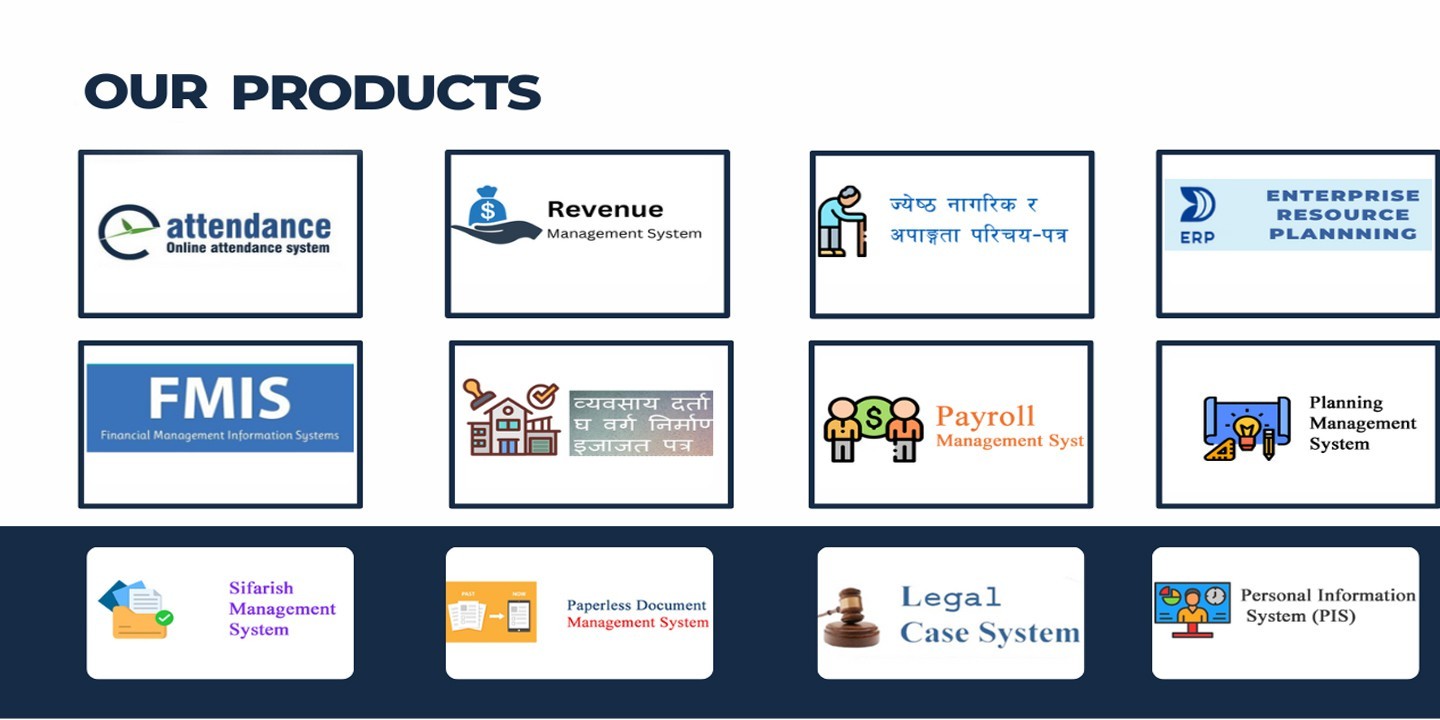 OUR PRODUCTS
attendance
Online attendance system
Revenue
Management System
ज्येष्ठ नागरिक र
अपाङ्गता परिचय-पत्र
ERP
ENTERPRISE
RESOURCE
PLANNNING
FMIS
Financial Management Information Systems
व्यवसाय दर्ता
घ वर्ग निर्माण
इजाजत पत्र
Payroll
Management Syst
Planning
Management
System
Sifarish
Management
System
PAST
NOW
Paperless Document
Management System
Legal
Case System
Personal Information
System (PIS)